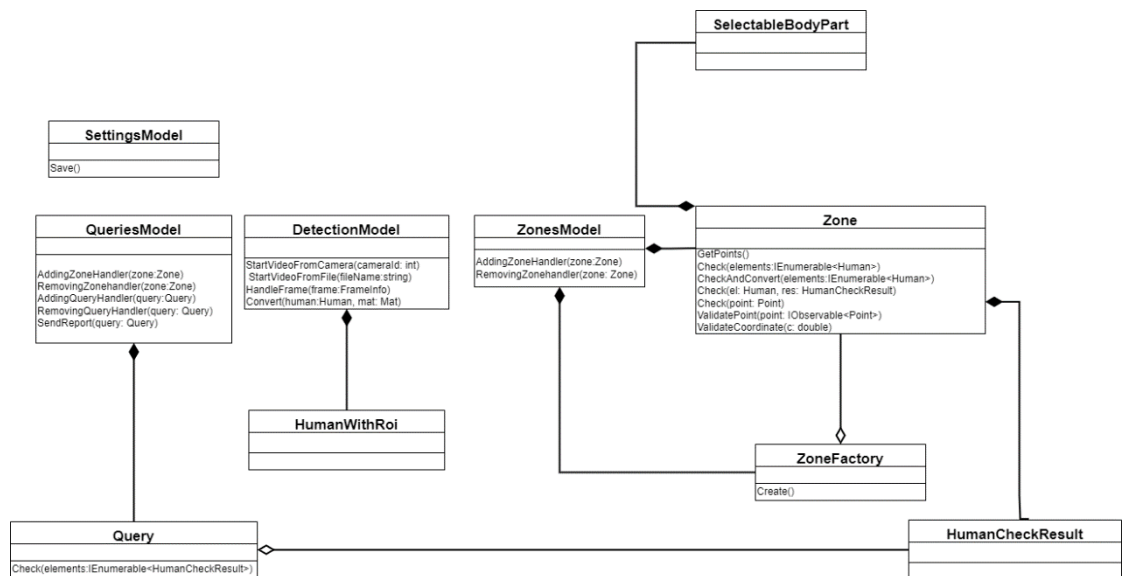 SelectableBodyPart
SettingsModel
Save()
QueriesModel
AddingZoneHandler(zone:Zone)
RemovingZonehandler(zone: Zone)
AddingQueryHandler(query:Query)
RemovingQueryHandler(query: Query)
SendReport(query: Query)
DetectionModel
StartVideoFromCamera(cameraId: int)
StartVideoFromFile(fileName:string)
HandleFrame(frame:FrameInfo)
Convert(human:Human, mat: Mat)
ZonesModel
AddingZoneHandler(zone:Zone)
RemovingZonehandler(zone: Zone)
Zone
GetPoints()
Check(elements:IEnumerable<Human>)
CheckAndConvert(elements:IEnumerable<Human>)
Check(el: Human, res: HumanCheckResult)
Check(point: Point)
ValidatePoint(point: IObservable<Point>)
ValidateCoordinate(c: double)
HumanWithRoi
ZoneFactory
Create()
Query
Check(elements:IEnumerable<HumanCheckResult>)
HumanCheckResult